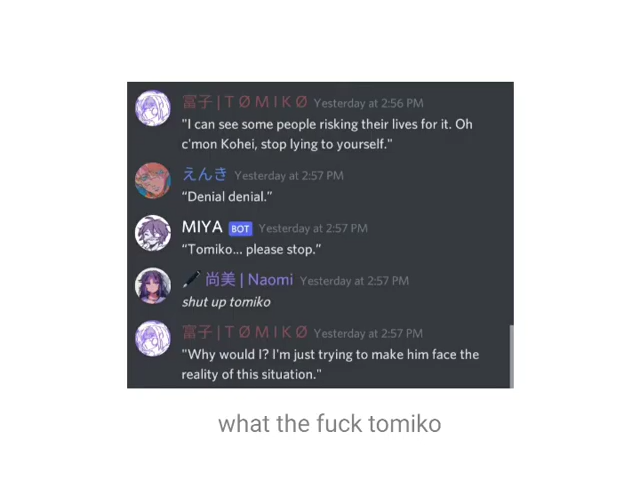 富子 | T Ø M I K Ø Yesterday at 2:56 PM
"I can see some people risking their lives for it. Oh
c'mon Kohei, stop lying to yourself."
えんき Yesterday at 2:57 PM
“Denial denial.”
MIYA BOT Yesterday at 2:57 PM
“Tomiko... please stop.”
尚美 | Naomi Yesterday at 2:57 PM
shut up tomiko
富子 | T Ø M I K Ø Yesterday at 2:57 PM
"Why would I? I'm just trying to make him face the
reality of this situation."
what the fuck tomiko